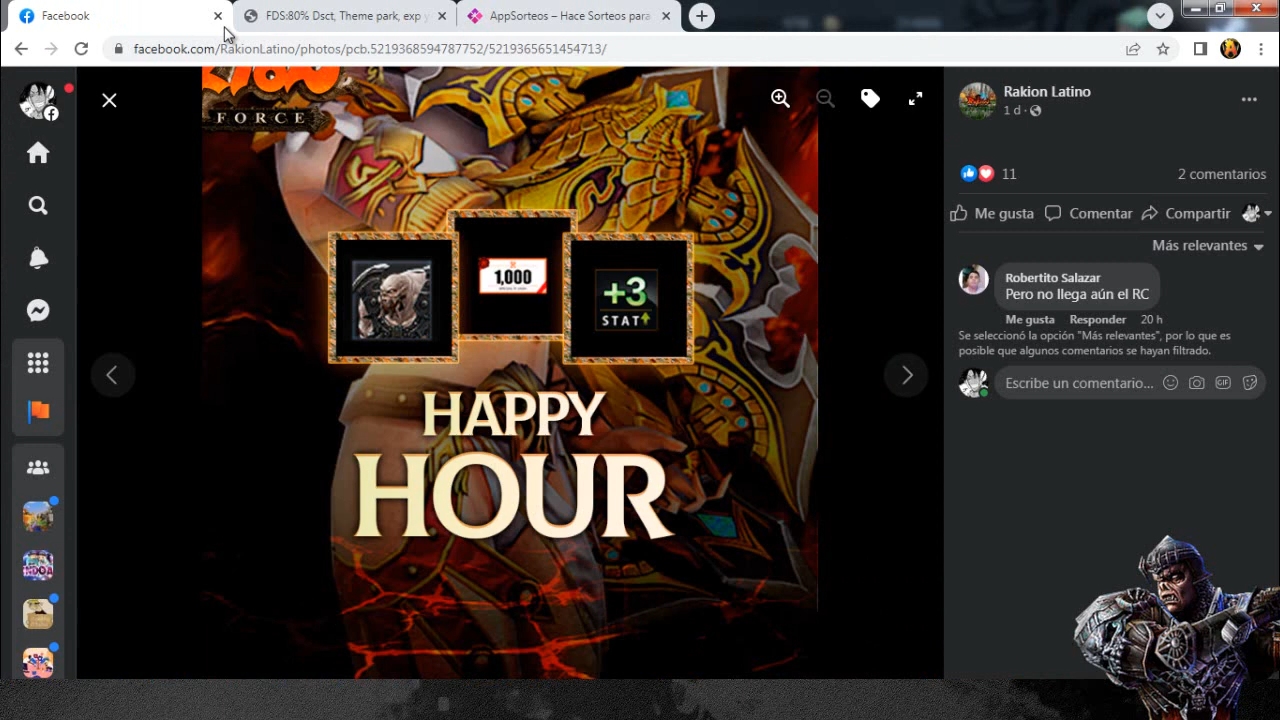 Facebook
FDS:80% Dsct, Theme park, exp y
AppSorteos – Hace Sorteos para
facebook.com/RakionLatino/photos/pcb.5219368594787752/5219365651454713/
FORCE
1,000
+3
STAT
HAPPY
HOUR
Rakion Latino
1 d ·
11
2 comentarios
Me gusta
Comentar
Compartir
Más relevantes
Robertito Salazar
Pero no llega aún el RC
Me gusta Responder 20 h
Se seleccionó la opción "Más relevantes", por lo que es
posible que algunos comentarios se hayan filtrado.
Escribe un comentario...
GIF